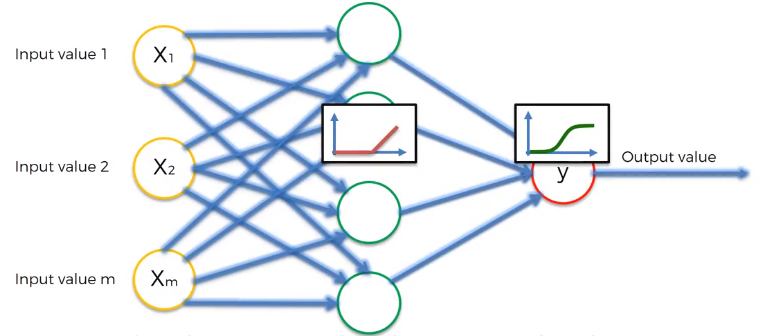 Input value 1
X1
Input value 2
X2
Input value m
Xm
y
Output value